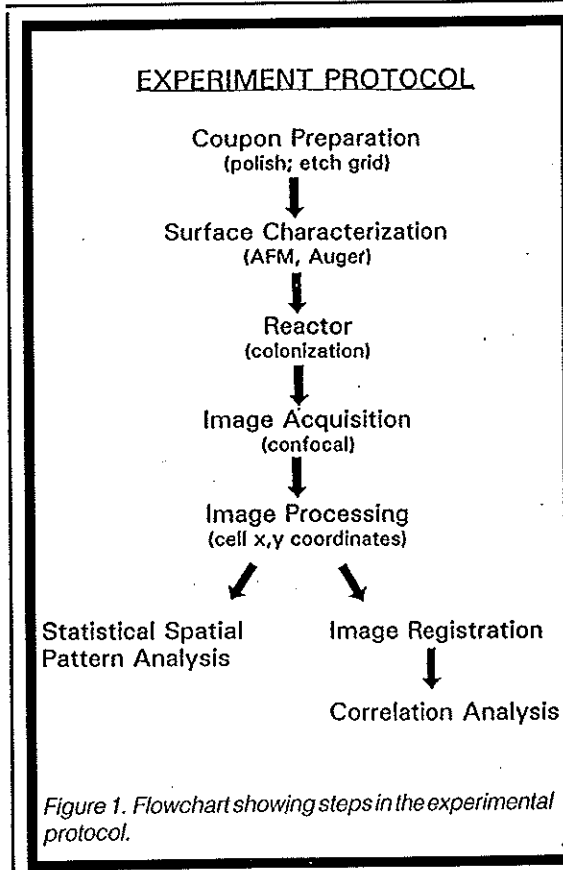 EXPERIMENT PROTOCOL
Coupon Preparation
(polish; etch grid)
Surface Characterization
(AFM, Auger)
Reactor
(colonization)
Image Acquisition
(confocal)
Image Processing
(cell x,y coordinates)
Statistical Spatial
Pattern Analysis
Image Registration
Correlation Analysis
Figure 1. Flowchart showing steps in the experimental
protocol.